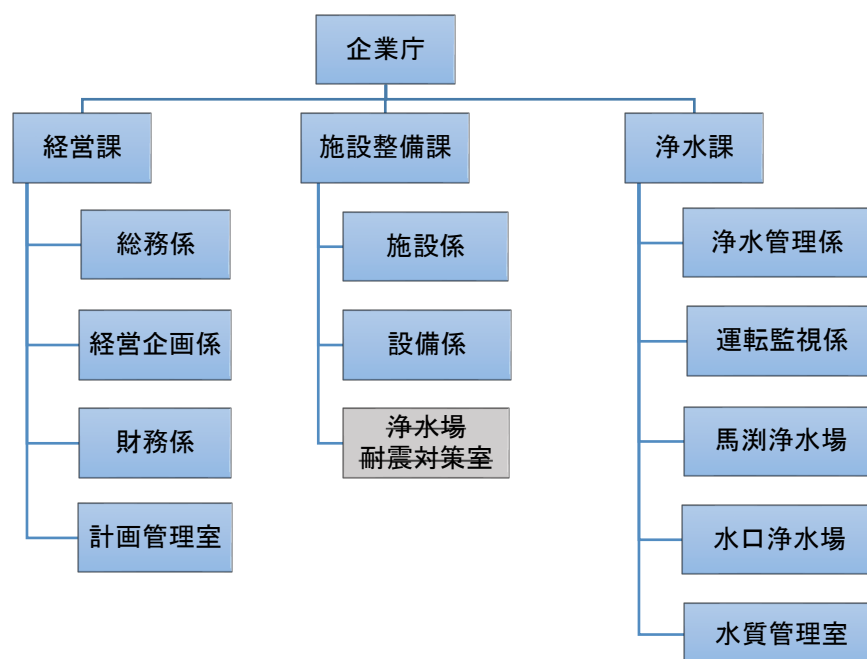 企業庁
経営課
施設整備課
浄水課
総務係
経営企画係
財務係
計画管理室
施設係
設備係
浄水場
耐震対策室
浄水管理係
運転監視係
馬渕浄水場
水口浄水場
水質管理室